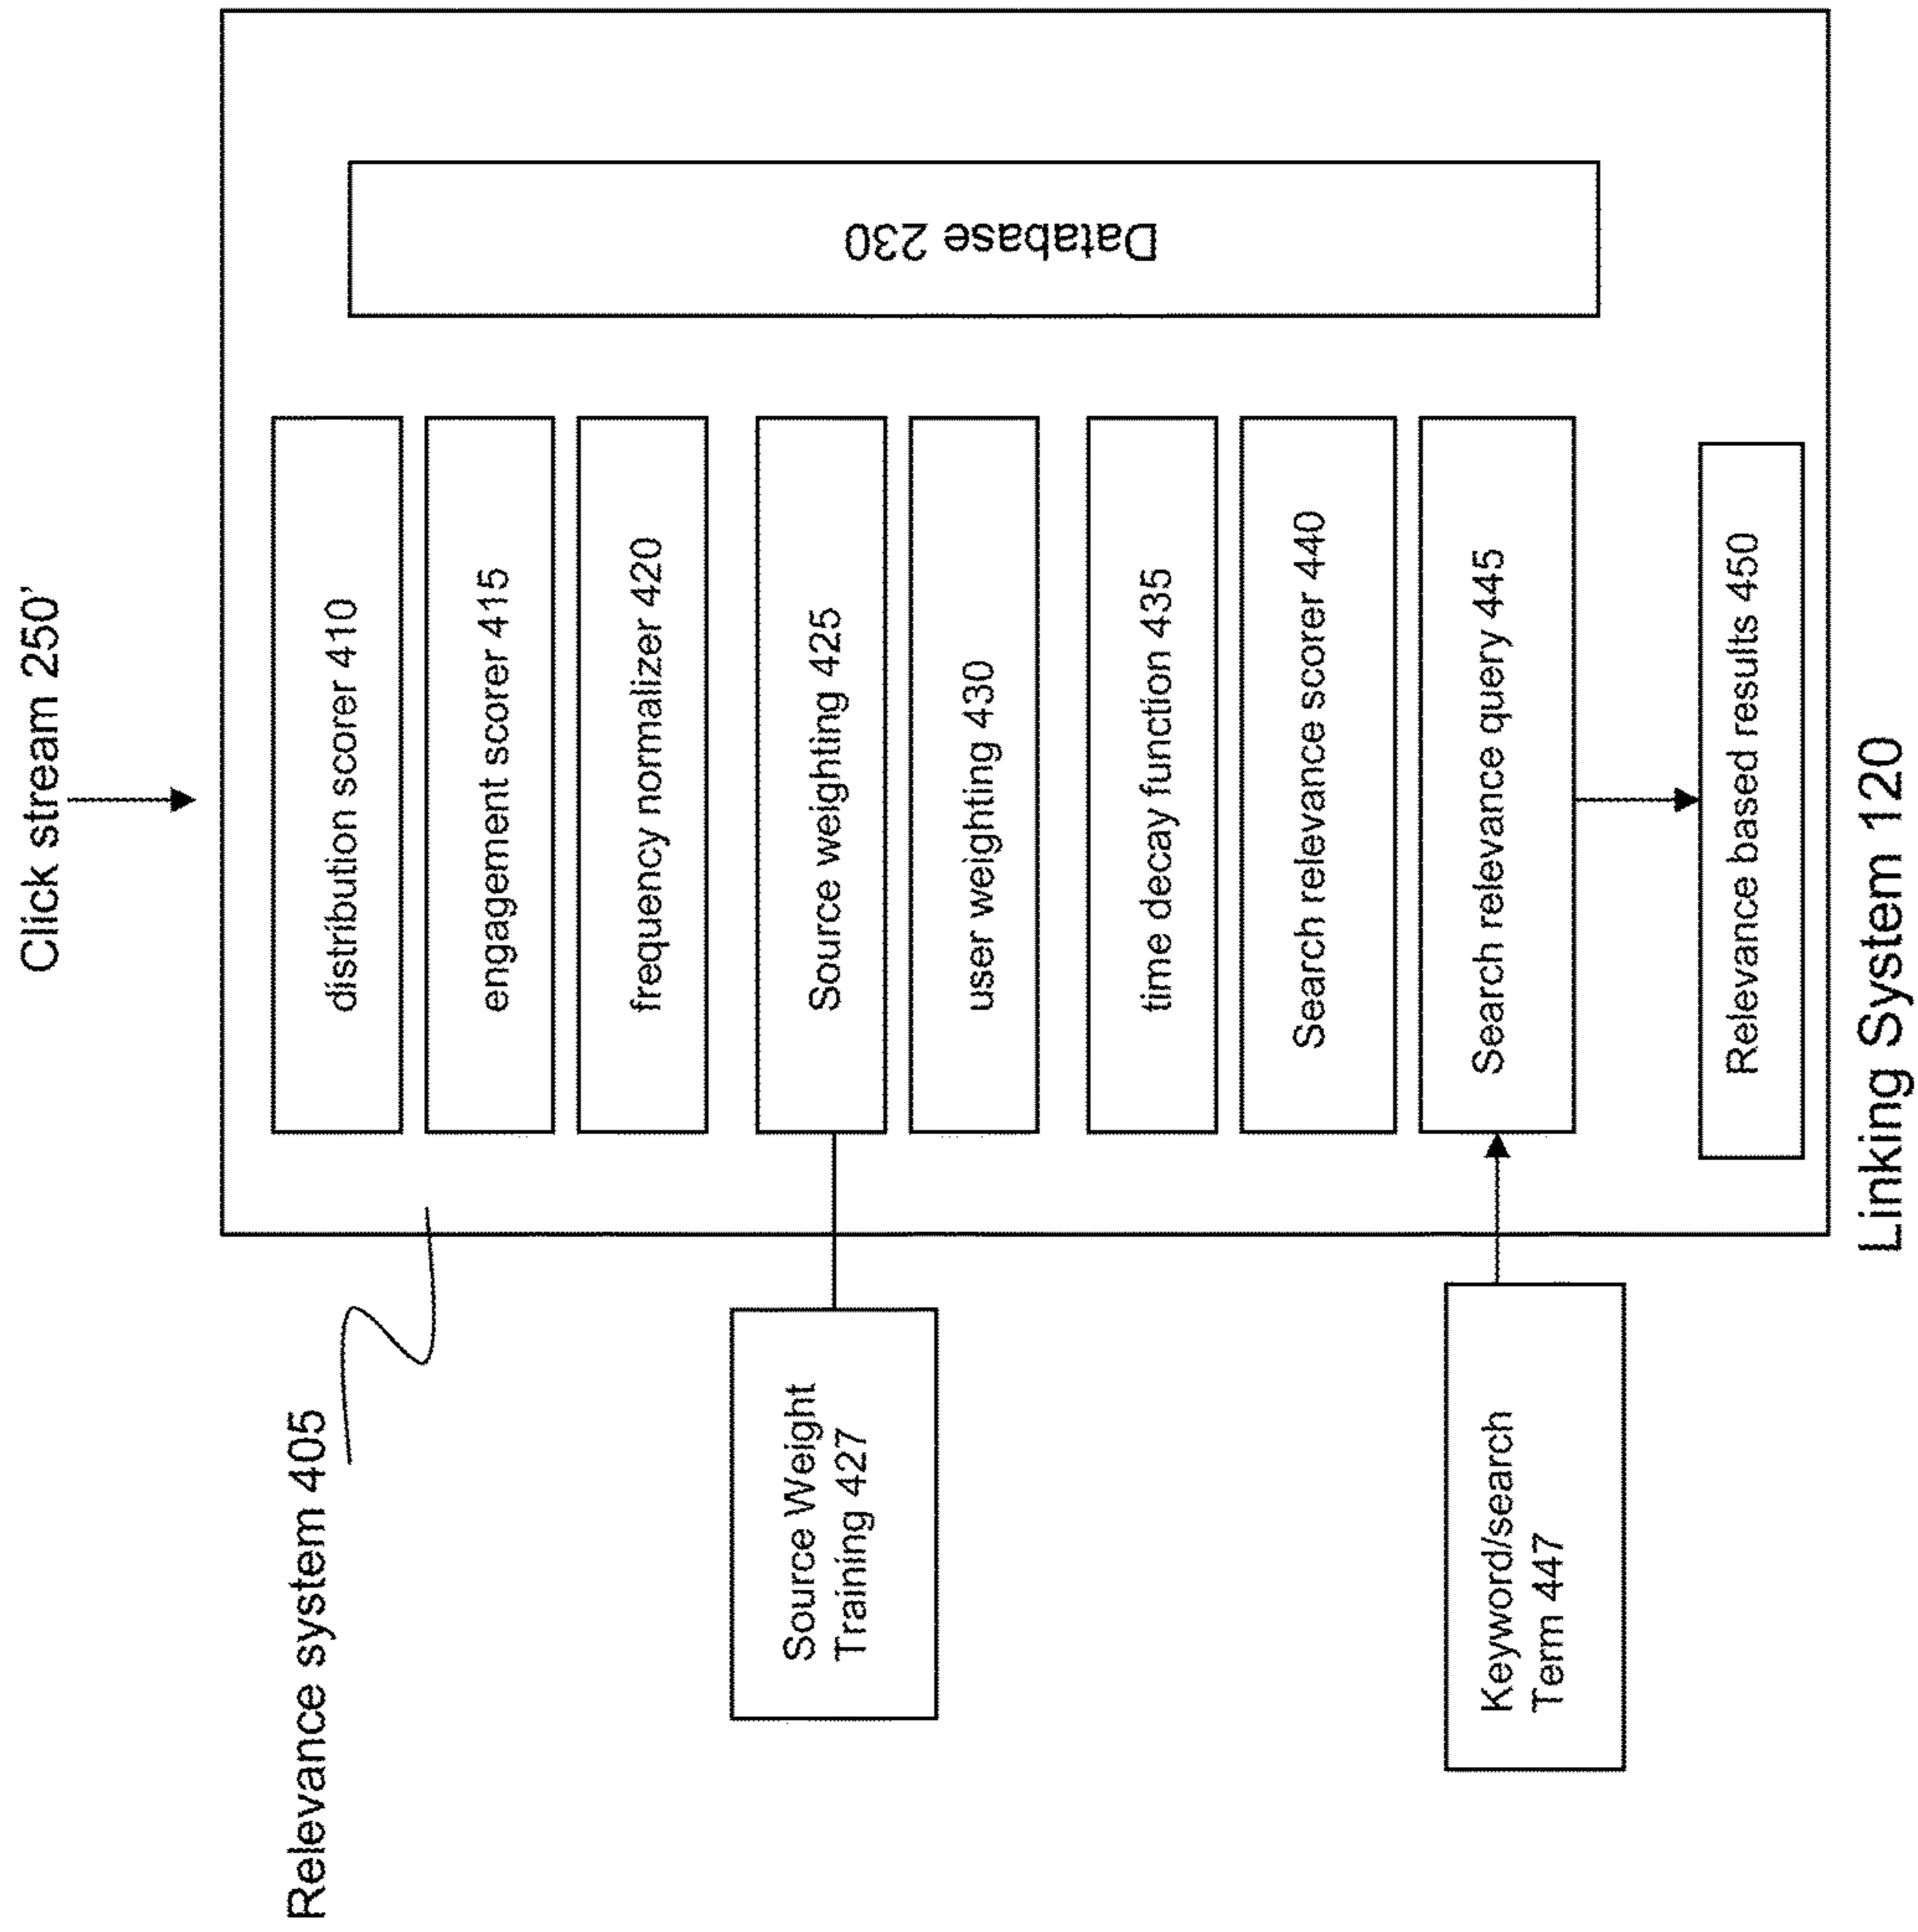 Click stream 250’
Relevance system 405
distribution scorer 410
engagement scorer 415
frequency normalizer 420
Source weighting 425
Source Weight
Training 427
user weighting 430
time decay function 435
Search relevance scorer 440
Search relevance query 445
Keyword/search
Term 447
Relevance based results 450
Database 230
Linking System 120